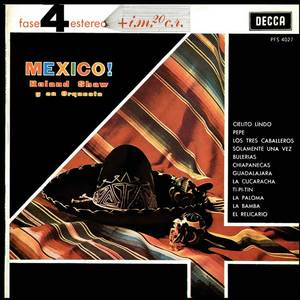 fase 4 estereo +i.m.20 c.r.
DECCA
PFS 4027
MEXICO!
Roland Shaw
y su Orquesta
CIELITO LINDO
PEPE
LOS TRES CABALLEROS
SOLAMENTE UNA VEZ
BULERIAS
CHIAPANECAS
GUADALAJARA
LA CUCARACHA
TI-PI-TIN
LA PALOMA
LA BAMBA
EL RELICARIO